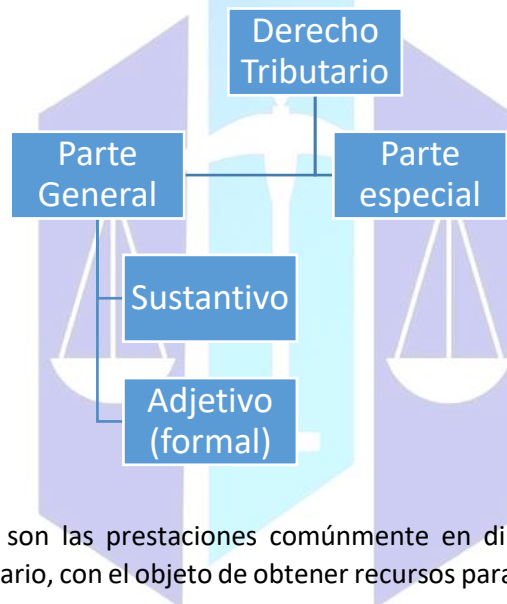 Derecho
Tributario
Parte
General
Parte
especial
Sustantivo
Adjetivo
(formal)
son las prestaciones comúnmente en di
ario, con el objeto de obtener recursos para